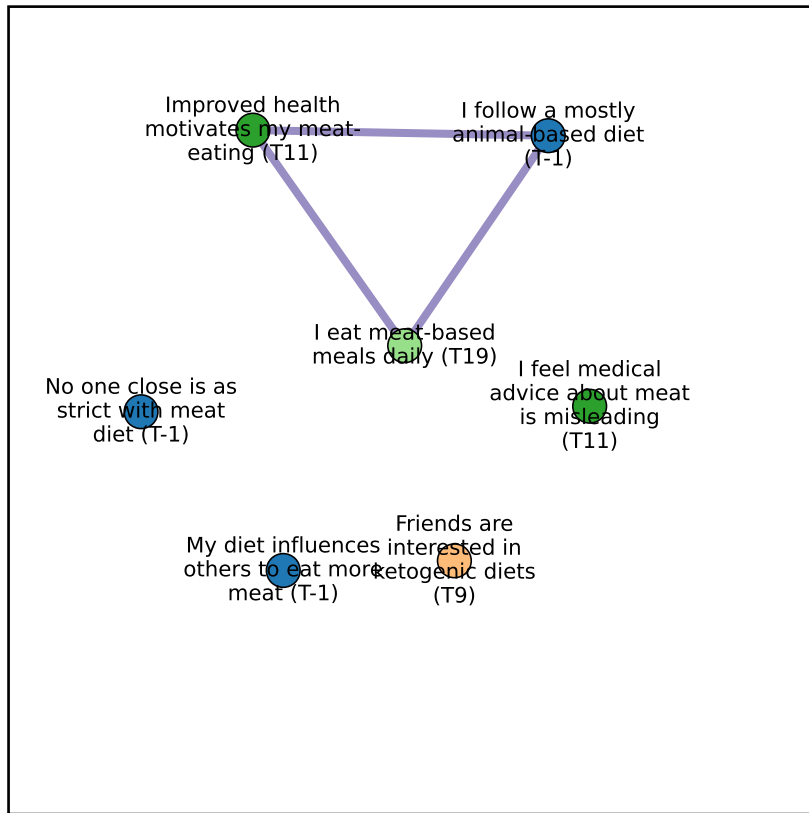 Improved health
motivates my meat-
eating (T11)
I follow a mostly
animal-based diet
(T-1)
I eat meat-based
meals daily (T19)
I feel medical
advice about meat
is misleading
(T11)
No one close is as
strict with meat
diet (T-1)
My diet influences
others to eat more
meat (T-1)
Friends are
interested in
ketogenic diets
(T9)